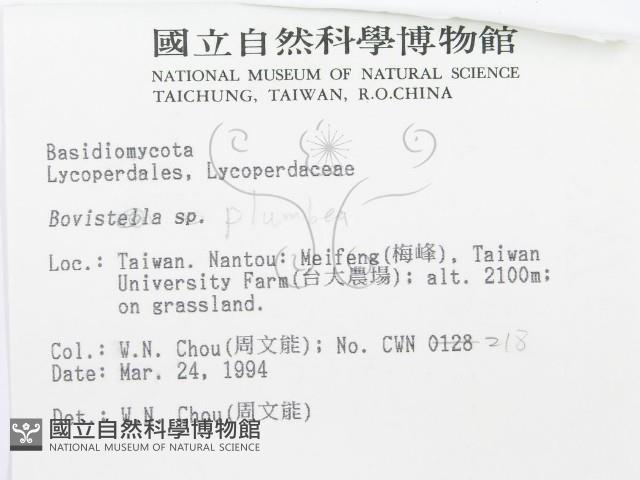 國立自然科學博物館
NATIONAL MUSEUM OF NATURAL SCIENCE
TAICHUNG, TAIWAN, R.O.CHINA
Basidiomycota
Lycoperdales, Lycoperdaceae
Bovistella sp. plumbea
Loc.: Taiwan. Nantou: Meifeng(梅峰), Taiwan
University Farm(台大農場); alt. 2100m;
on grassland.
Col.: W.N. Chou(周文能); No. CWN 0128 218
Date: Mar. 24, 1994
Det.: W.N. Chou(周文能)
國立自然科學博物館
NATIONAL MUSEUM OF NATURAL SCIENCE